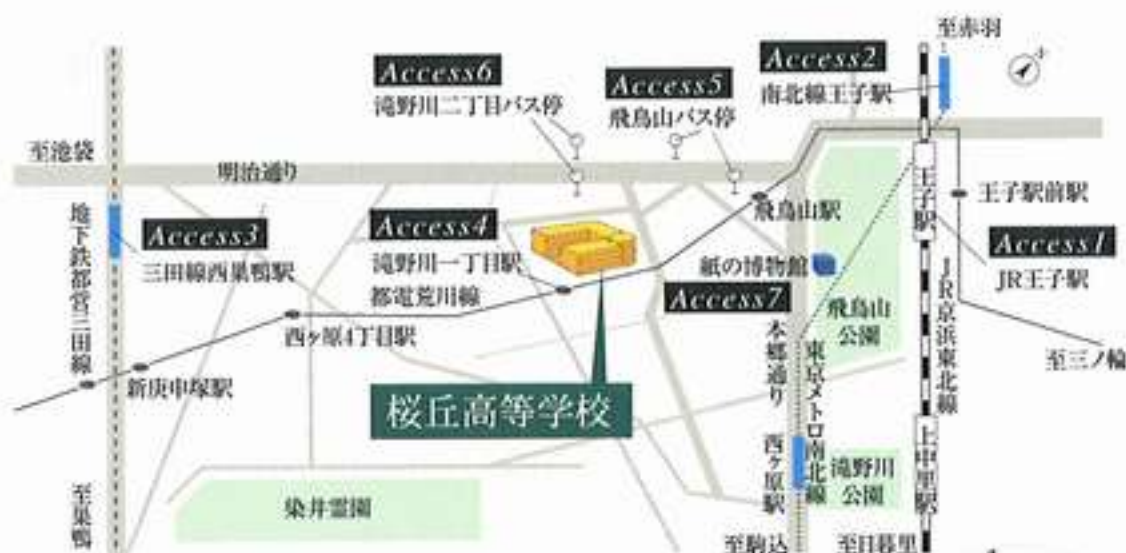 至赤羽
Access2
南北線王子駅
Access6
滝野川二丁目バス停
Access5
飛鳥山バス停
至池袋
明治通り
地下鉄都営三田線
Access3
三田線西巣鴨駅
Access4
滝野川一丁目駅
都電荒川線
飛鳥山駅
王子駅
王子駅前駅
Access1
JR王子駅
紙の博物館
Access7
飛鳥山
公園
本郷通り
東京メトロ南北線
JR京浜東北線
至三ノ輪
西ヶ原4丁目駅
新庚申塚駅
桜丘高等学校
西ヶ原駅
滝野川
公園
上中里駅
染井霊園
至巣鴨
至駒込
至日暮里